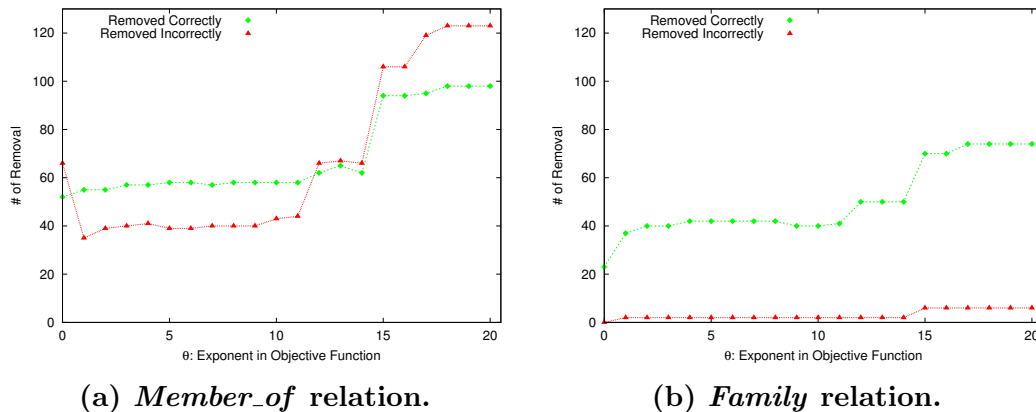 Removed Correctly
Removed Incorrectly
120
100
80
60
40
20
0
# of Removal
0 5 10 15 20
θ: Exponent in Objective Function
(a) Member_of relation.
Removed Correctly
Removed Incorrectly
120
100
80
60
40
20
0
# of Removal
0 5 10 15 20
θ: Exponent in Objective Function
(b) Family relation.